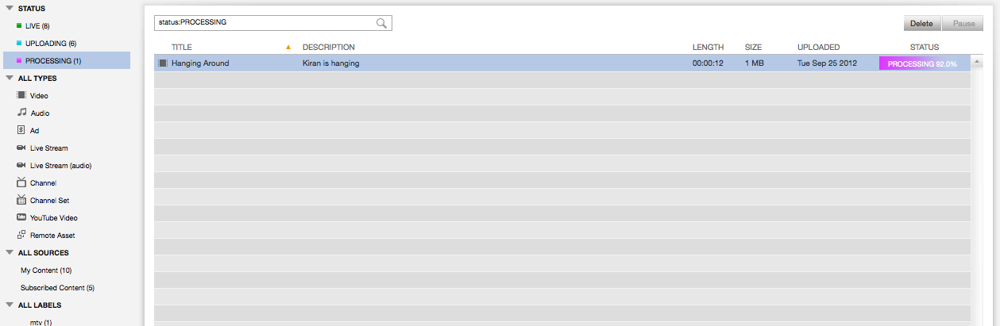 STATUS
LIVE (8)
UPLOADING (6)
PROCESSING (1)
ALL TYPES
Video
Audio
Ad
Live Stream
Live Stream (audio)
Channel
Channel Set
YouTube Video
Remote Asset
ALL SOURCES
My Content (10)
Subscribed Content (5)
ALL LABELS
mtv (1)
status:PROCESSING
Delete Pause
TITLE DESCRIPTION LENGTH SIZE UPLOADED STATUS
Hanging Around Kiran is hanging 00:00:12 1 MB Tue Sep 25 2012 PROCESSING 92.0%